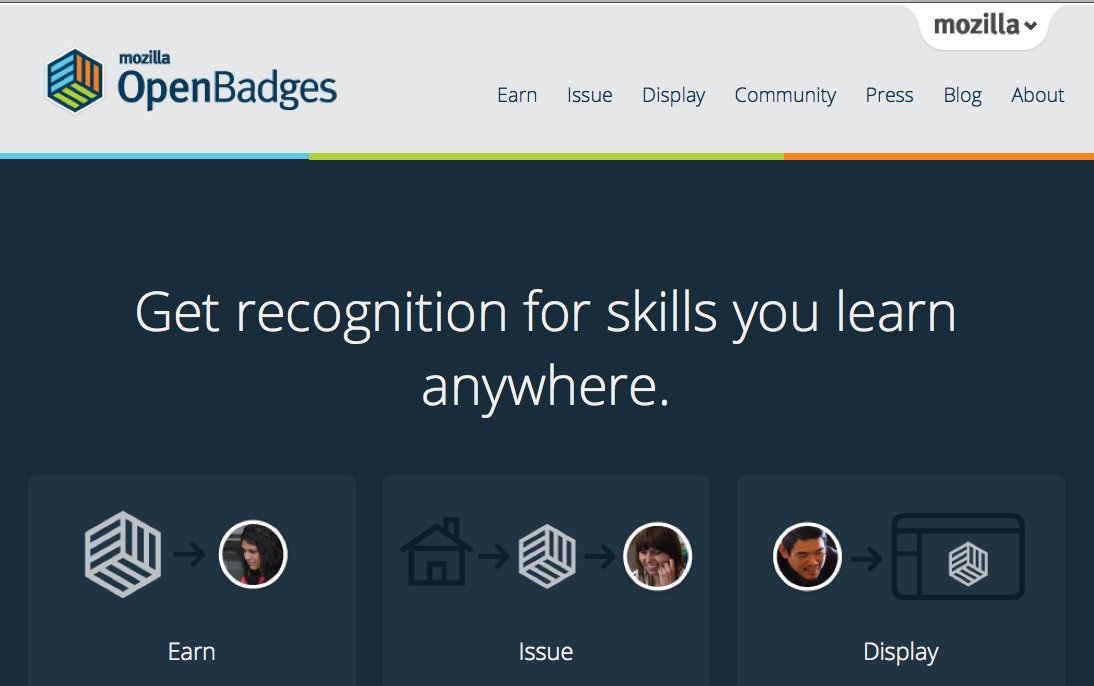 mozilla
mozilla
OpenBadges
Earn Issue Display Community Press Blog About
Get recognition for skills you learn
anywhere.
Earn Issue Display